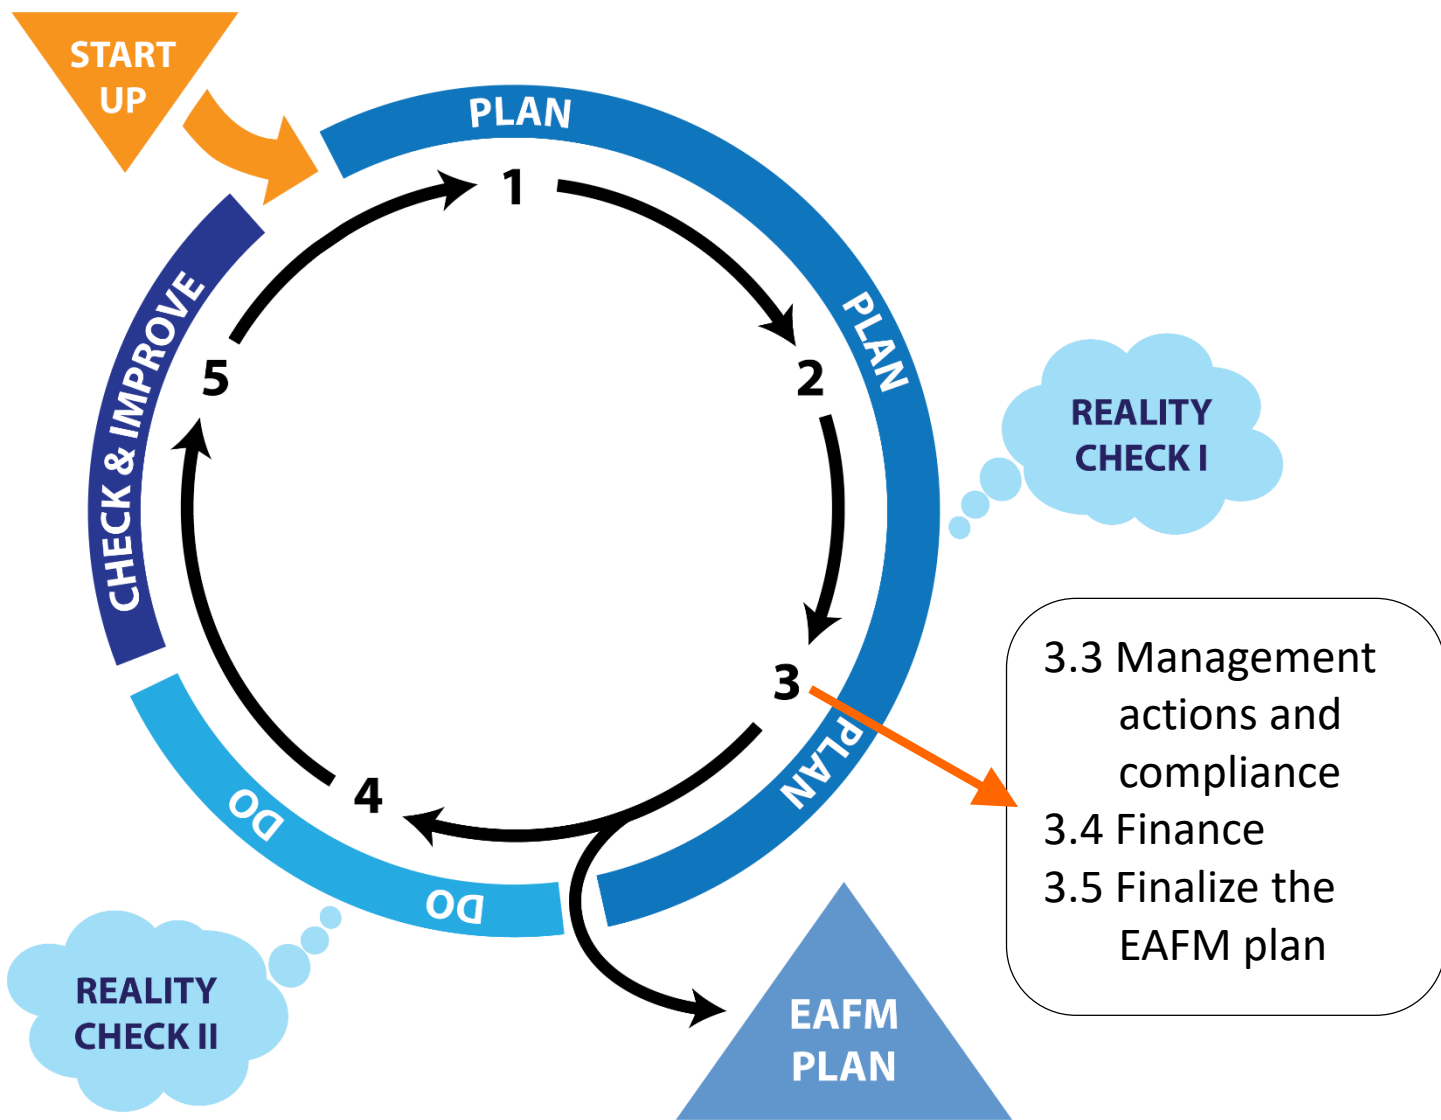 START
UP
PLAN
1
PLAN
2
REALITY
CHECK I
CHECK & IMPROVE
5
3
PLAN
3.3 Management
actions and
compliance
3.4 Finance
3.5 Finalize the
EAFM plan
4
DO
DO
REALITY
CHECK II
EAFM
PLAN